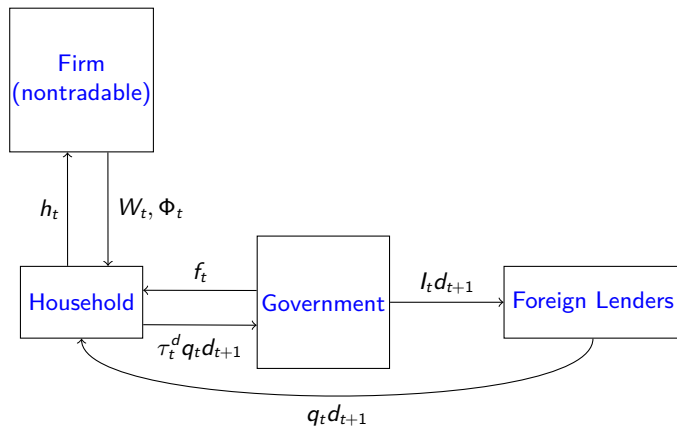 Firm
(nontradable)
h_t
W_t, Φ_t
f_t
I_t d_{t+1}
Household
Government
Foreign Lenders
τ_t^d q_t d_{t+1}
q_t d_{t+1}